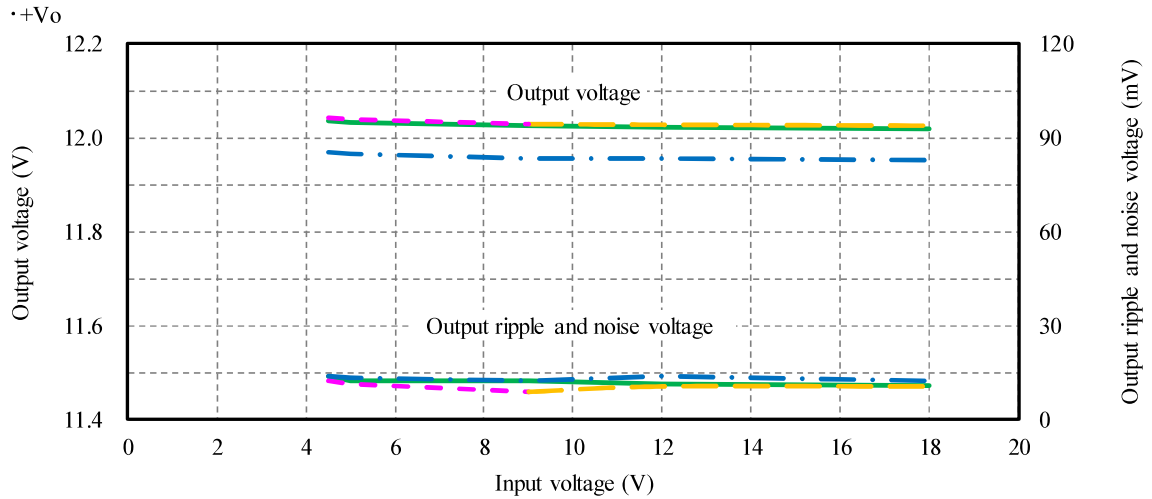 ・+Vo
12.2
12.0
11.8
11.6
11.4
Output voltage (V)
120
90
60
30
0
Output ripple and noise voltage (mV)
Output voltage
Output ripple and noise voltage
0 2 4 6 8 10 12 14 16 18 20
Input voltage (V)